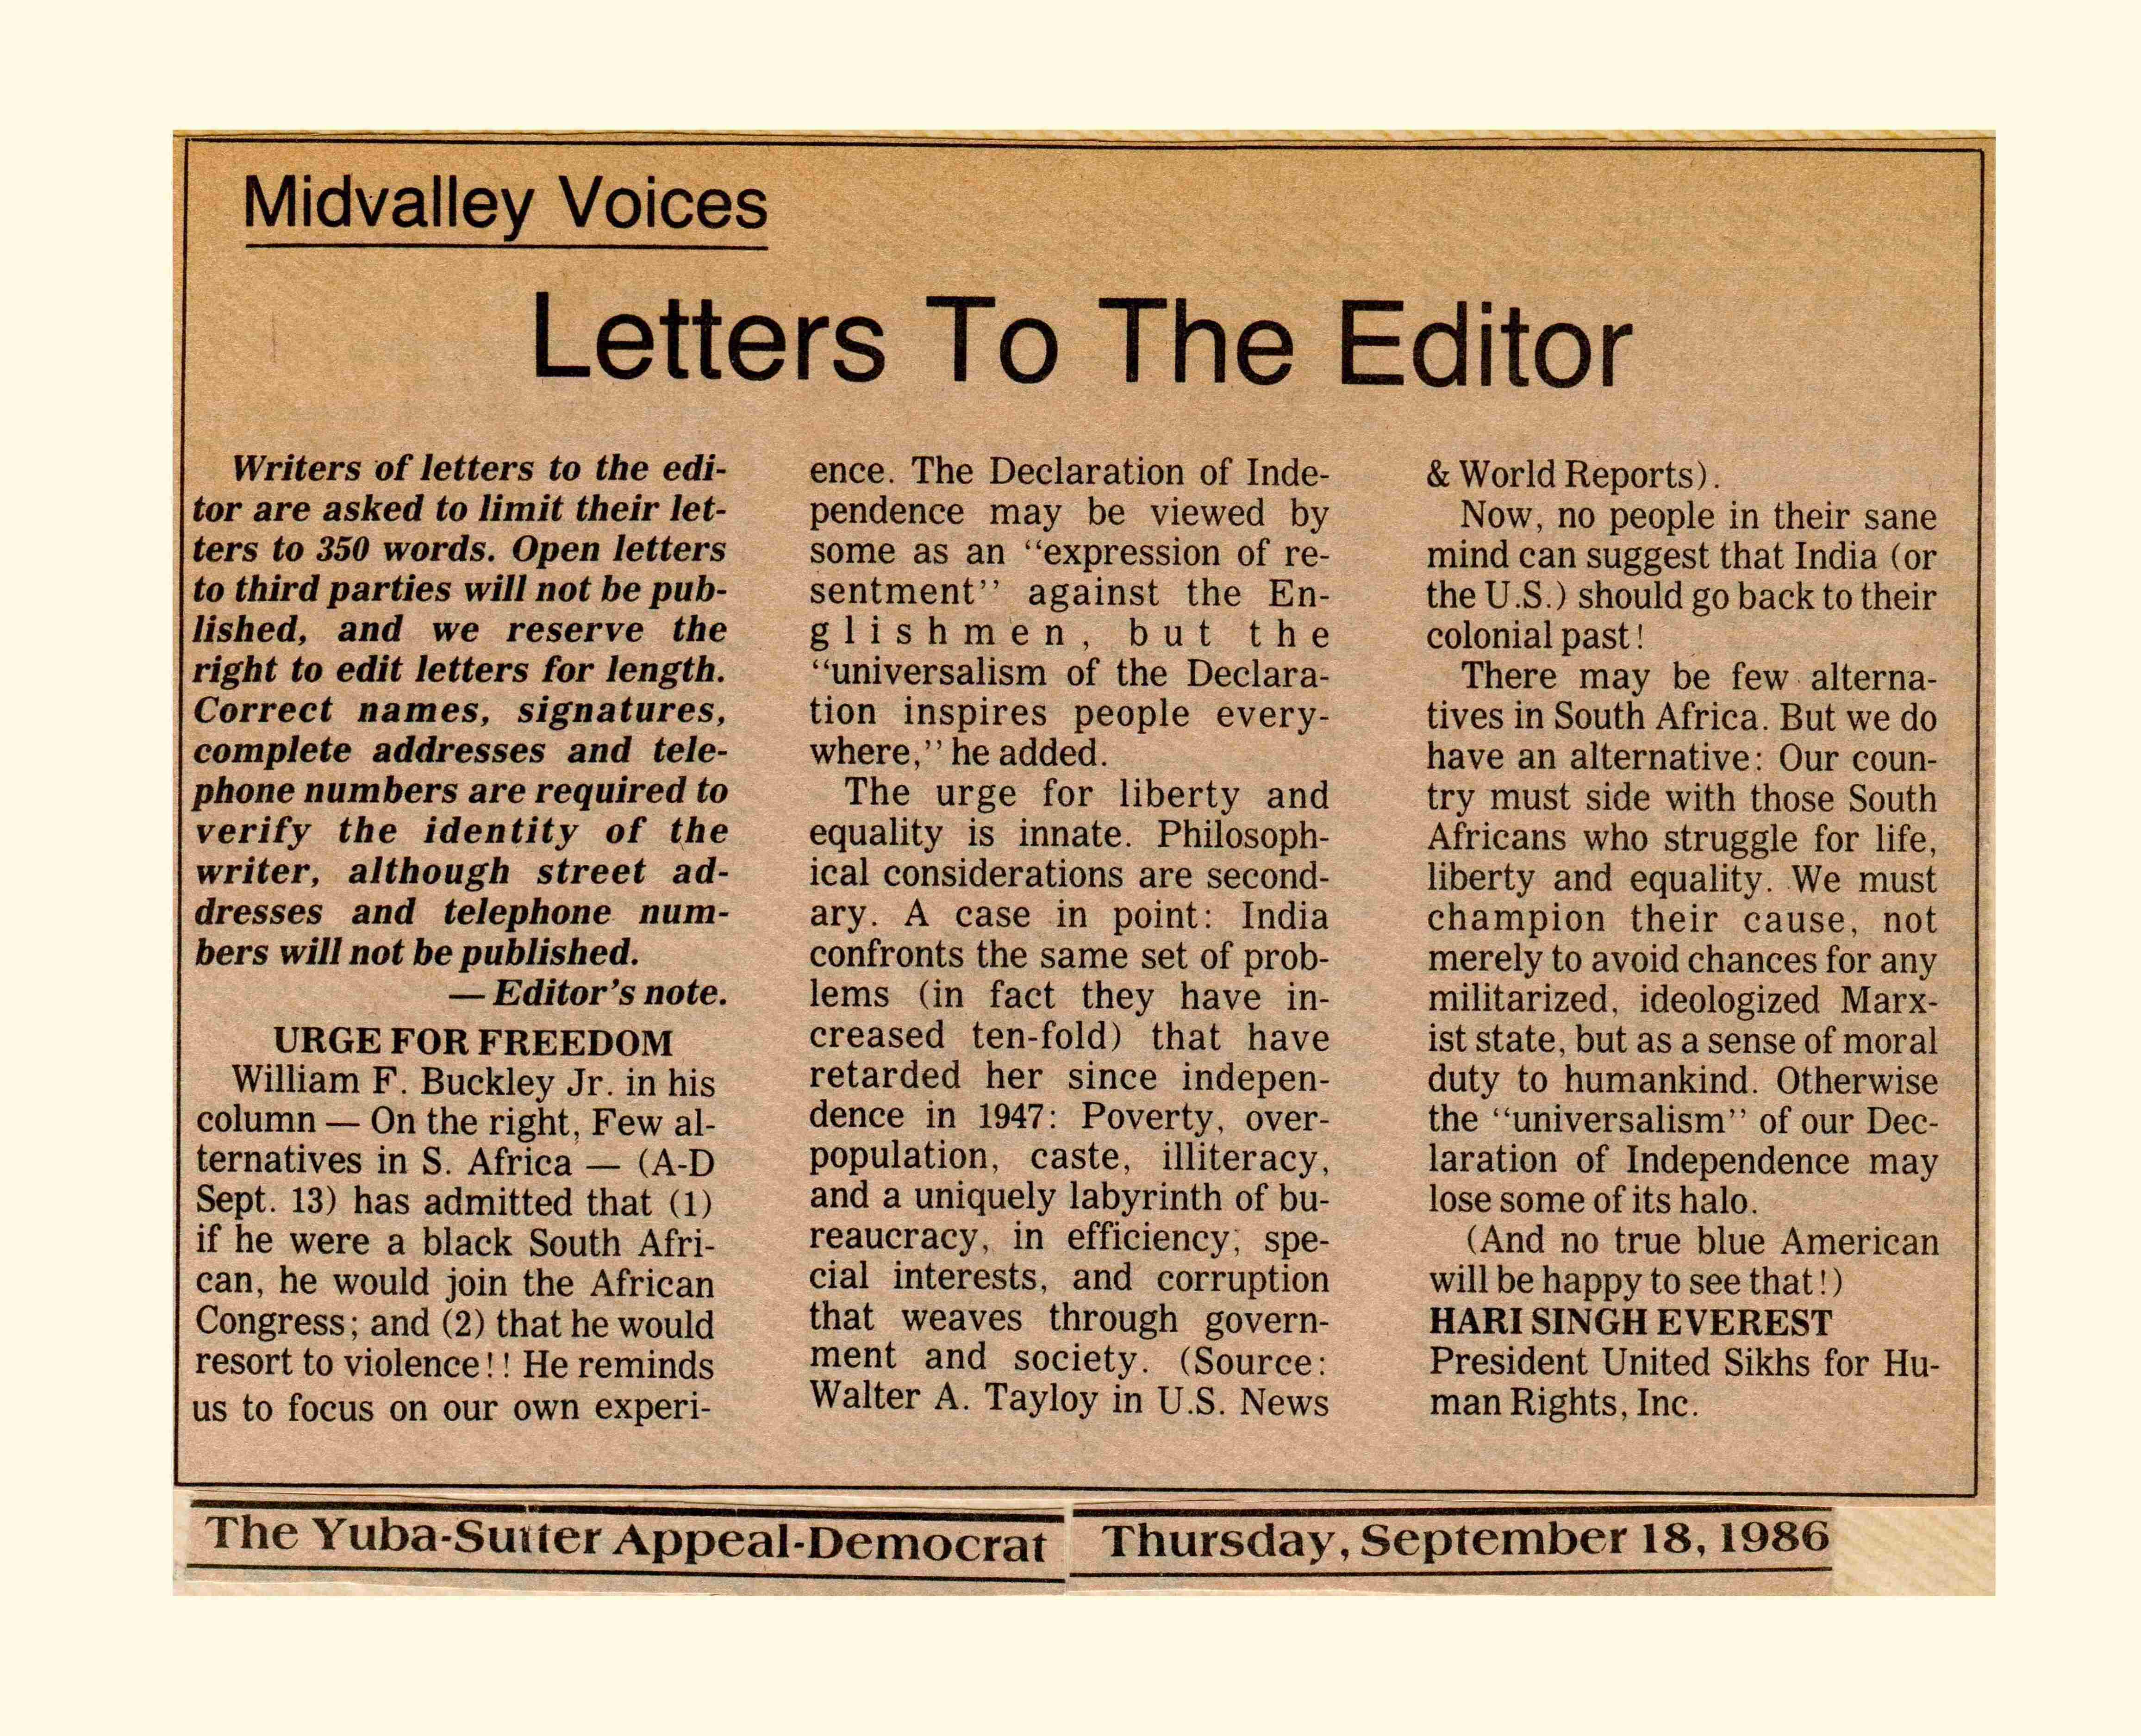 Midvalley Voices
Letters To The Editor
Writers of letters to the edi-
tor are asked to limit their let-
ters to 350 words. Open letters
to third parties will not be pub-
lished, and we reserve the
right to edit letters for length.
Correct names, signatures,
complete addresses and tele-
phone numbers are required to
verify the identity of the
writer, although street ad-
dresses and telephone num-
bers will not be published.
— Editor's note.
URGE FOR FREEDOM
William F. Buckley Jr. in his
column — On the right, Few al-
ternatives in S. Africa — (A-D
Sept. 13) has admitted that (1)
if he were a black South Afri-
can, he would join the African
Congress; and (2) that he would
resort to violence!! He reminds
us to focus on our own experi-
ence. The Declaration of Inde-
pendence may be viewed by
some as an "expression of re-
sentment" against the En-
glishmen, but the
"universalism of the Declara-
tion inspires people every-
where," he added.
The urge for liberty and
equality is innate. Philosoph-
ical considerations are second-
ary. A case in point: India
confronts the same set of prob-
lems (in fact they have in-
creased ten-fold) that have
retarded her since indepen-
dence in 1947: Poverty, over-
population, caste, illiteracy,
and a uniquely labyrinth of bu-
reaucracy, in efficiency, spe-
cial interests, and corruption
that weaves through govern-
ment and society. (Source:
Walter A. Tayloy in U.S. News
& World Reports).
Now, no people in their sane
mind can suggest that India (or
the U.S.) should go back to their
colonial past!
There may be few alterna-
tives in South Africa. But we do
have an alternative: Our coun-
try must side with those South
Africans who struggle for life,
liberty and equality. We must
champion their cause, not
merely to avoid chances for any
militarized, ideologized Marx-
ist state, but as a sense of moral
duty to humankind. Otherwise
the "universalism" of our Dec-
laration of Independence may
lose some of its halo.
(And no true blue American
will be happy to see that!)
HARI SINGH EVEREST
President United Sikhs for Hu-
man Rights, Inc.
The Yuba-Sutter Appeal-Democrat Thursday, September 18, 1986